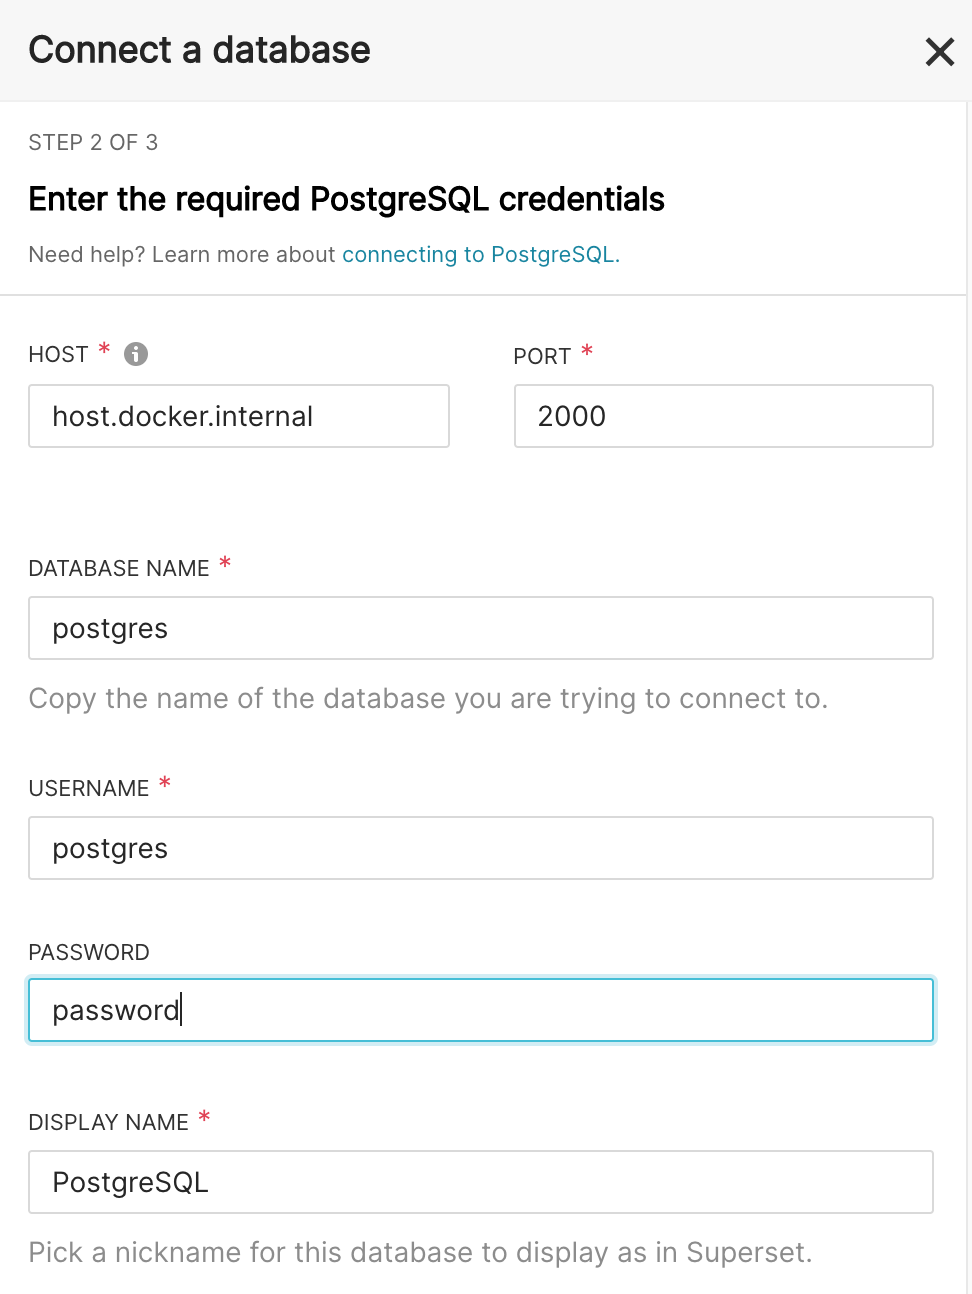 Connect a database
STEP 2 OF 3
Enter the required PostgreSQL credentials
Need help? Learn more about connecting to PostgreSQL.
HOST *
PORT *
host.docker.internal
2000
DATABASE NAME *
postgres
Copy the name of the database you are trying to connect to.
USERNAME *
postgres
PASSWORD
password
DISPLAY NAME *
PostgreSQL
Pick a nickname for this database to display as in Superset.